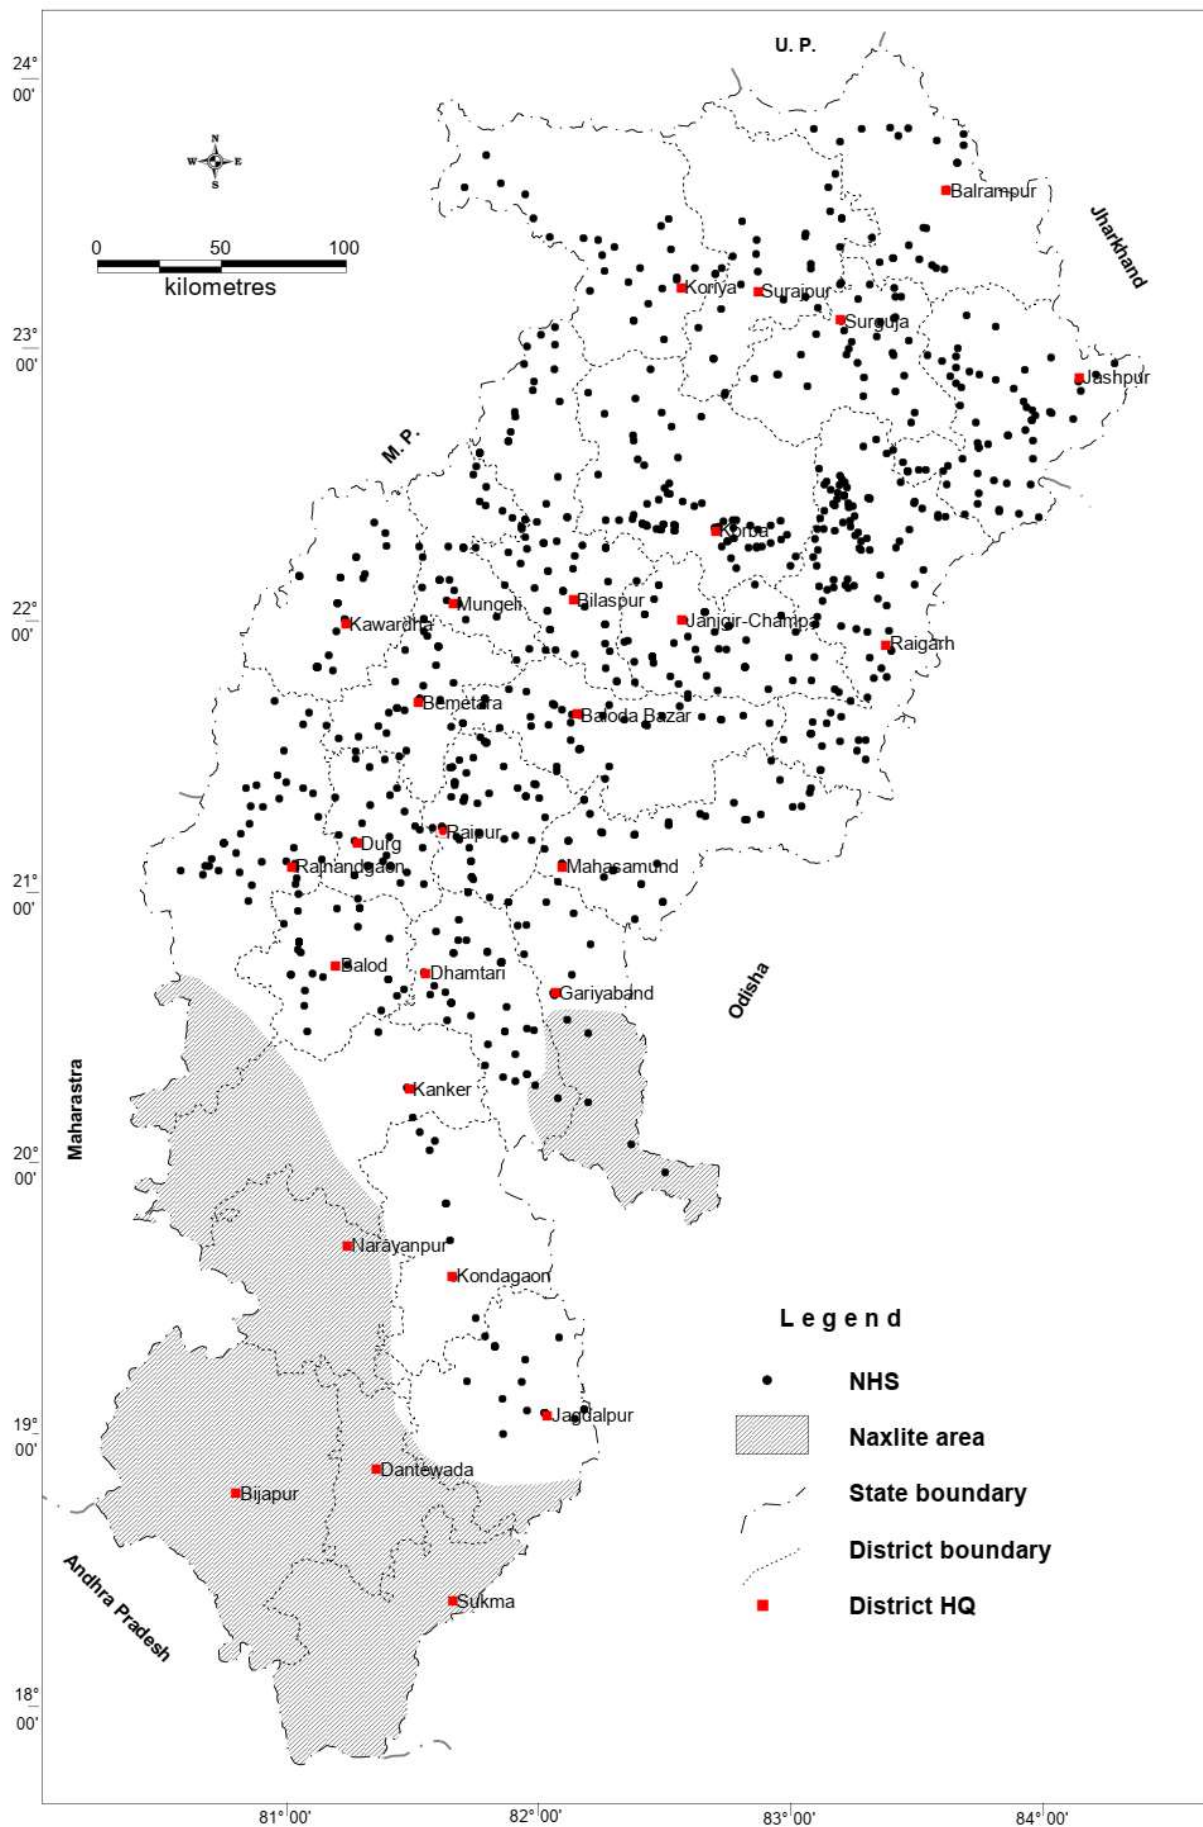 U. P.
24°
00'
N
W E
S
Balrampur
Jharkhand
0 50 100
kilometres
Koriya
Surajpur
Surguja
23°
00'
Jashpur
M. P.
Korba
Mungeli
Bilaspur
22°
00'
Kawardha
Janjgir-Champa
Raigarh
Bemetara
Baloda Bazar
Raipur
Durg
Rajnandgaon
Mahasamund
21°
00'
Balod
Dhamtari
Odisha
Gariyaband
Maharastra
Kanker
20°
00'
Narayanpur
Kondagaon
Legend
NHS
Jagdalpur
19°
00'
Naxlite area
Dantewada
Bijapur
State boundary
District boundary
Andhra Pradesh
Sukma
District HQ
18°
00'
81°00' 82°00' 83°00' 84°00'